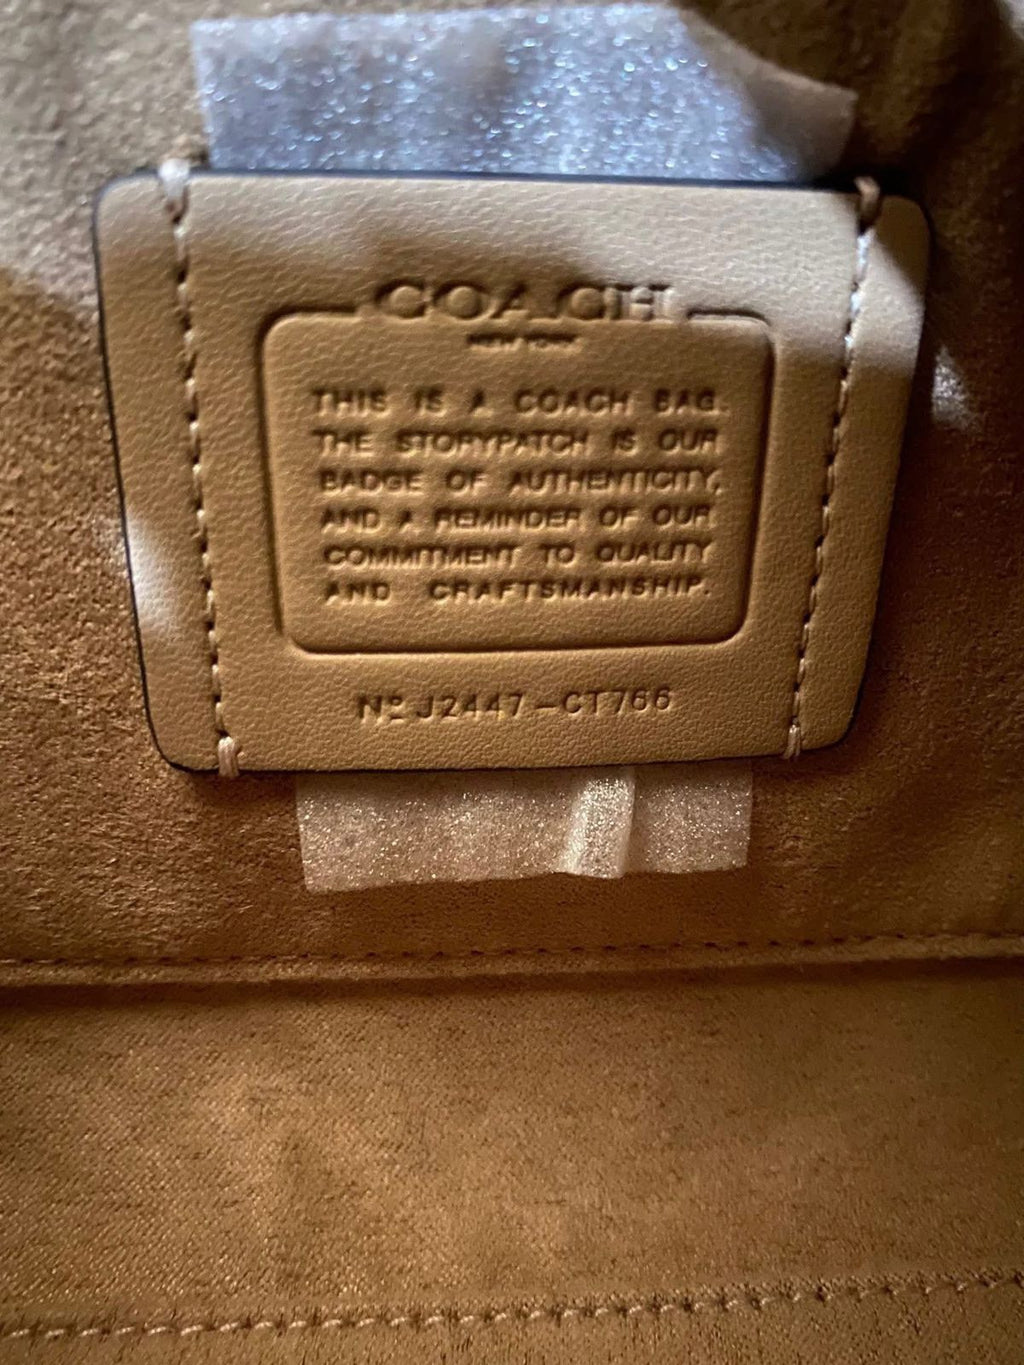 COACH
NEW YORK
THIS IS A COACH BAG.
THE STORYPATCH IS OUR
BADGE OF AUTHENTICITY,
AND A REMINDER OF OUR
COMMITMENT TO QUALITY
AND CRAFTSMANSHIP.
Nº J2447-CT766